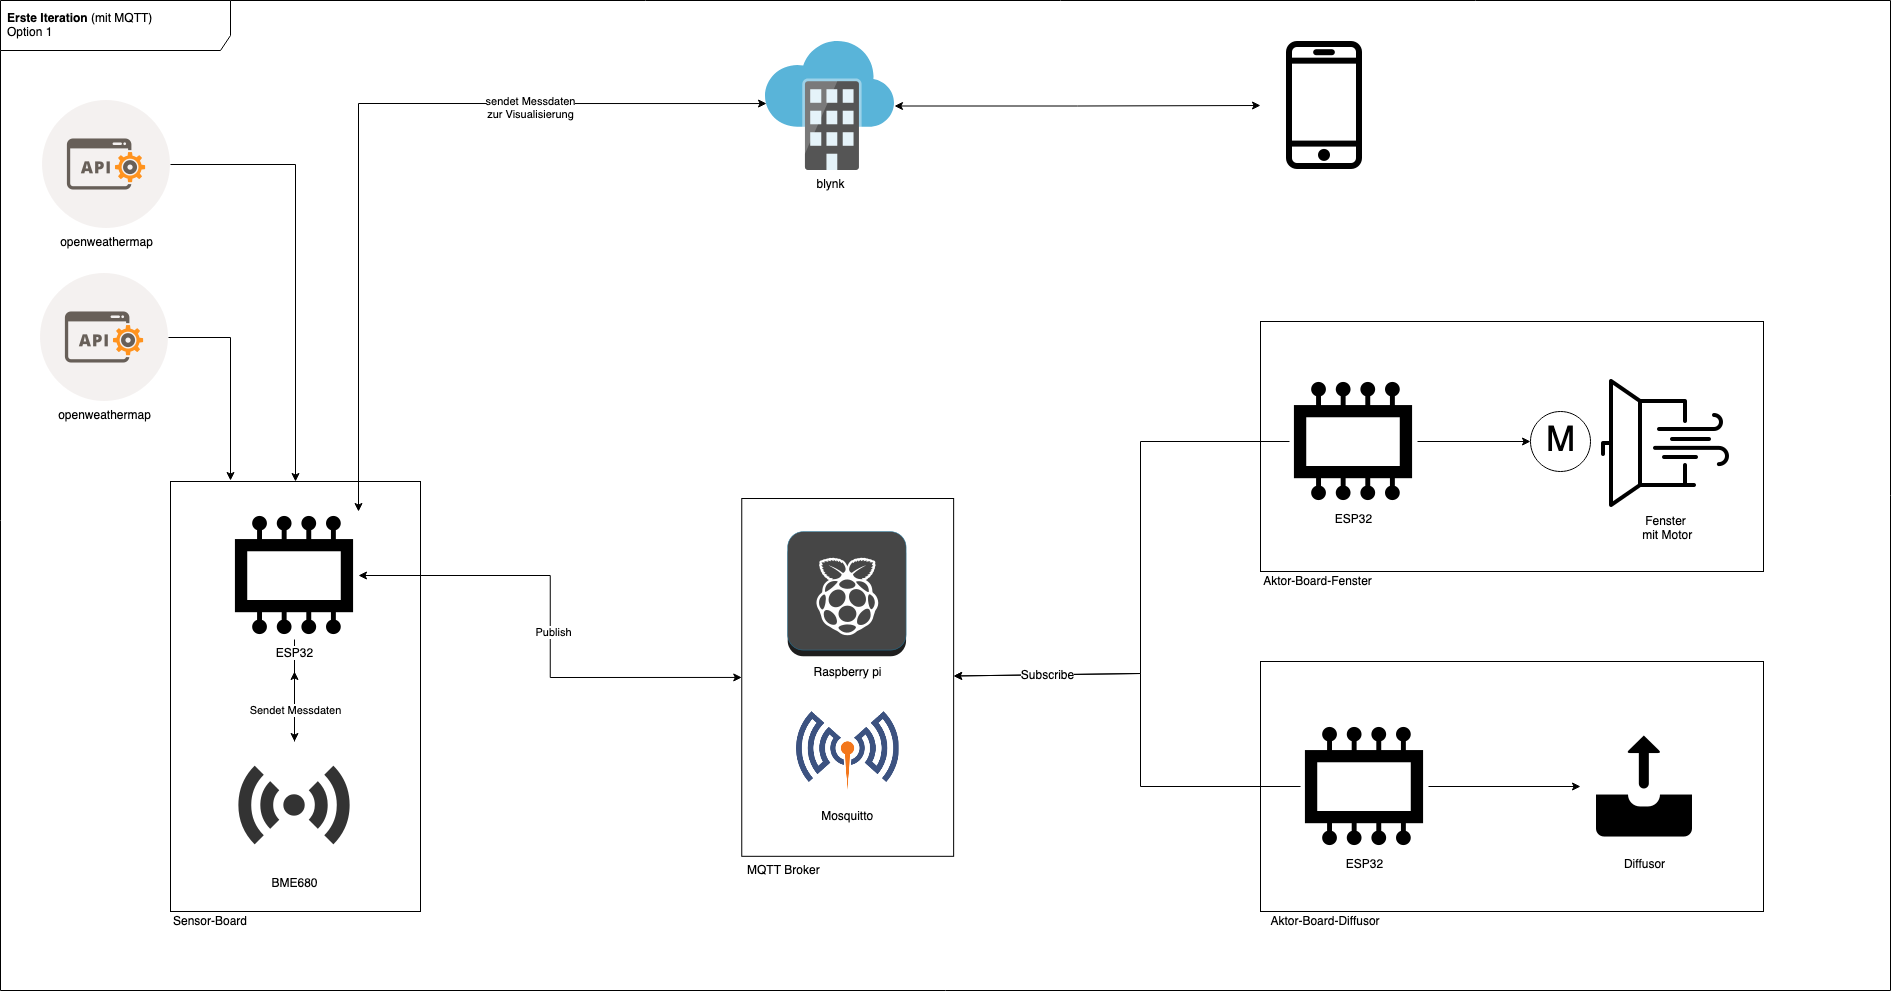 Erste Iteration (mit MQTT)
Option 1
sendet Messdaten
zur Visualisierung
blynk
API
openweathermap
API
openweathermap
ESP32
Sendet Messdaten
BME680
Sensor-Board
Publish
Raspberry pi
Mosquitto
MQTT Broker
Subscribe
ESP32
M
Fenster
mit Motor
Aktor-Board-Fenster
ESP32
Diffusor
Aktor-Board-Diffusor